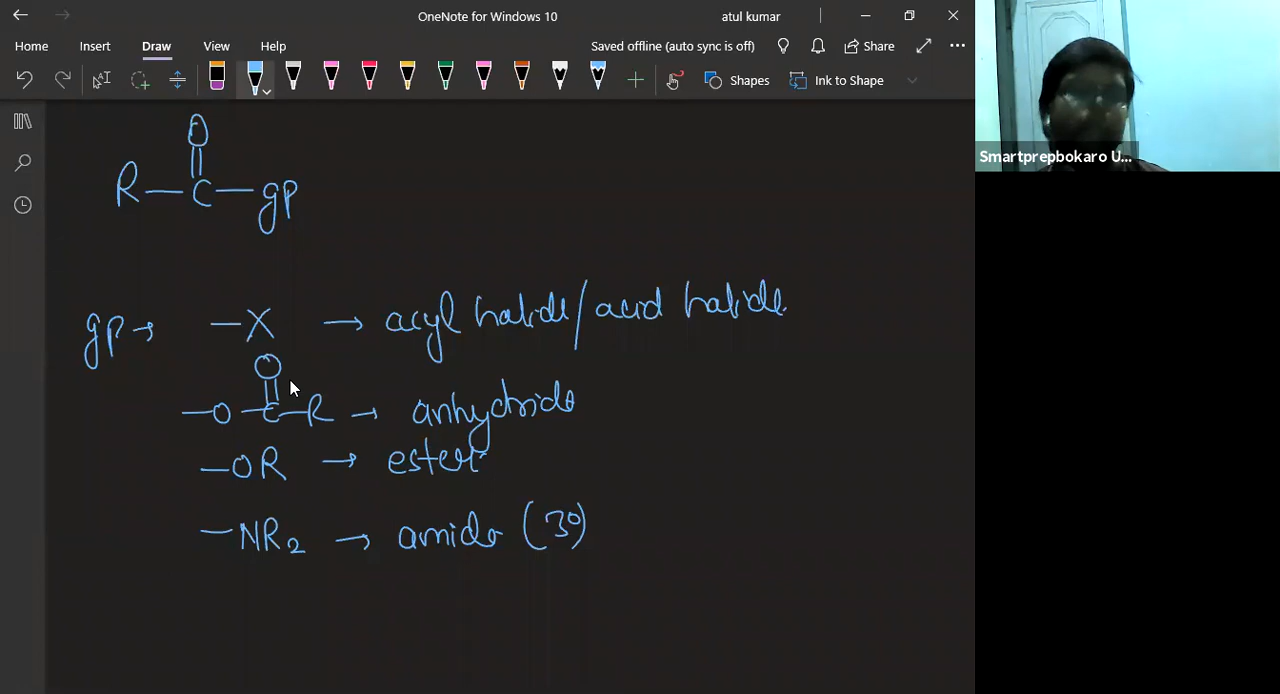 OneNote for Windows 10
atul kumar
Home Insert Draw View Help
Saved offline (auto sync is off) Share
Shapes Ink to Shape
Smartprepbokaro U...
O
R—C—gp
gp → —X → acyl halide/acid halide
O
—O—C—R → anhydride
—OR → ester
—NR2 → amide (3°)